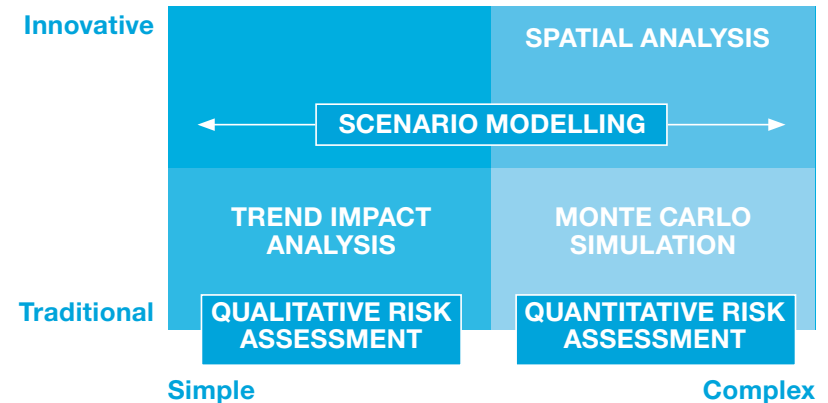 Innovative
SPATIAL ANALYSIS
SCENARIO MODELLING
TREND IMPACT
ANALYSIS
MONTE CARLO
SIMULATION
Traditional
QUALITATIVE RISK
ASSESSMENT
QUANTITATIVE RISK
ASSESSMENT
Simple
Complex